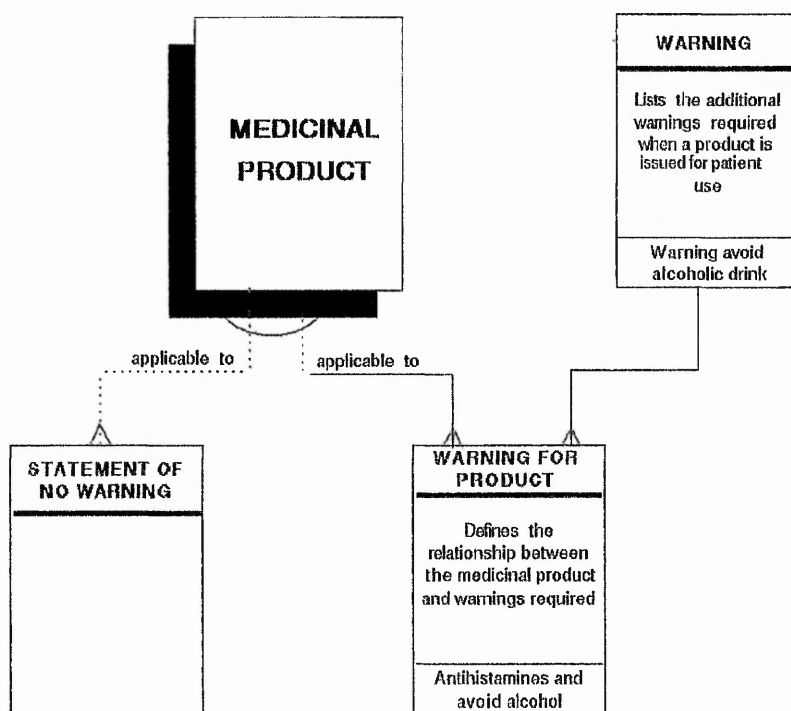 MEDICINAL
PRODUCT
WARNING
Lists the additional
warnings required
when a product is
issued for patient
use
Warning avoid
alcoholic drink
applicable to
applicable to
STATEMENT OF
NO WARNING
WARNING FOR
PRODUCT
Defines the
relationship between
the medicinal product
and warnings required
Antihistamines and
avoid alcohol